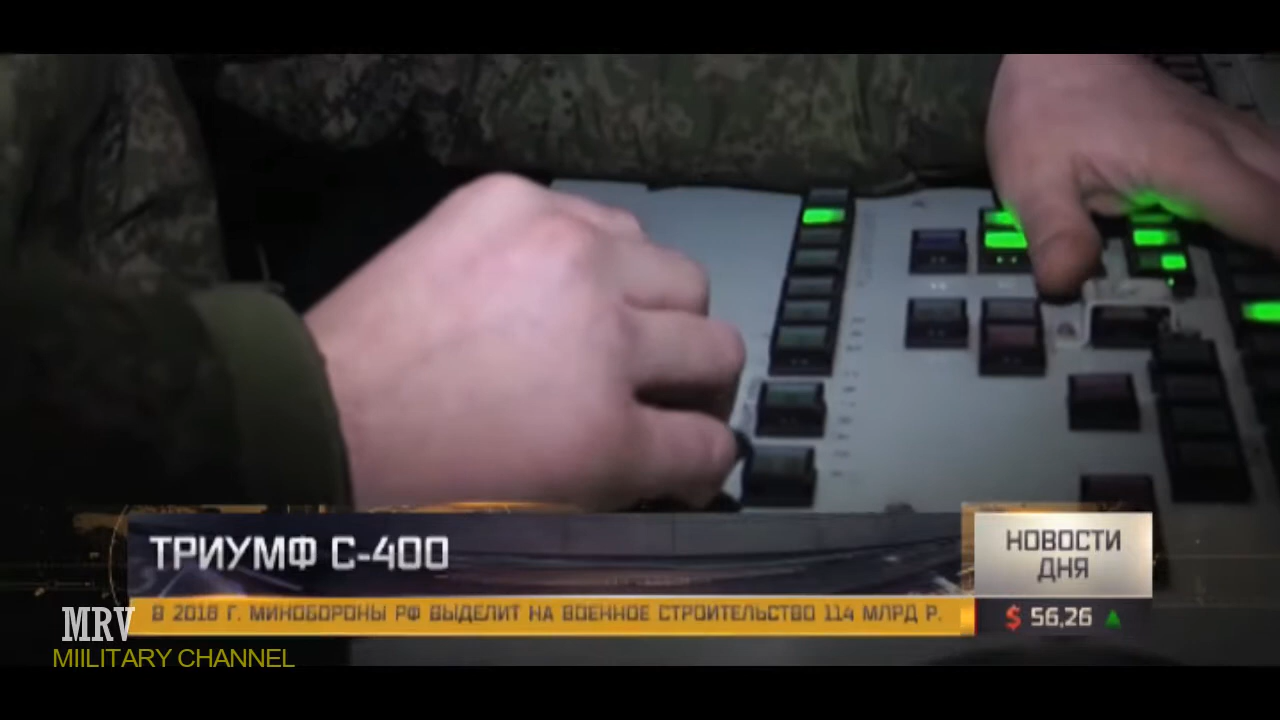 ТРИУМФ С-400
НОВОСТИ
ДНЯ
В 2018 Г. МИНОБОРОНЫ РФ ВЫДЕЛИТ НА ВОЕННОЕ СТРОИТЕЛЬСТВО 114 МЛРД Р.
$ 56,26 ▲
MRV
MIILITARY CHANNEL